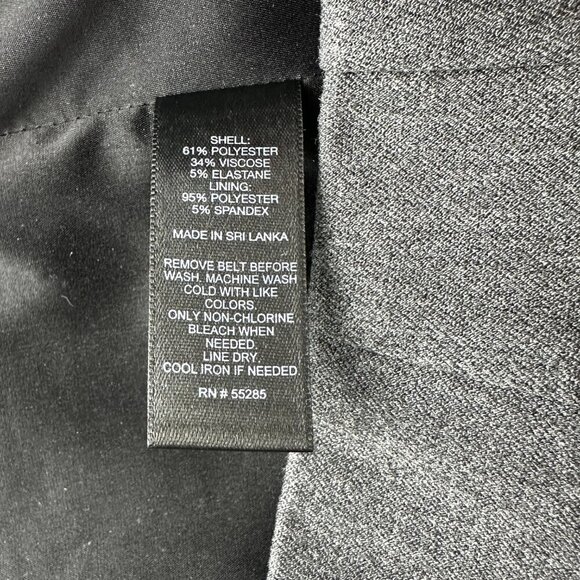 SHELL:
61% POLYESTER
34% VISCOSE
5% ELASTANE
LINING:
95% POLYESTER
5% SPANDEX
MADE IN SRI LANKA
REMOVE BELT BEFORE
WASH. MACHINE WASH
COLD WITH LIKE
COLORS.
ONLY NON-CHLORINE
BLEACH WHEN
NEEDED.
LINE DRY.
COOL IRON IF NEEDED.
RN # 55285